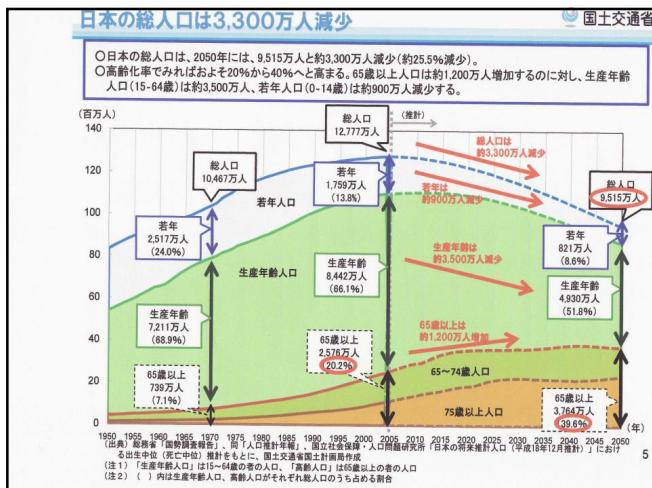 日本の総人口は3,300万人減少
国土交通省
○日本の総人口は、2050年には、9,515万人と約3,300万人減少(約25.5%減少)。
○高齢化率でみればおよそ20%から40%へと高まる。65歳以上人口は約1,200万人増加するのに対し、生産年齢
人口(15-64歳)は約3,500万人、若年人口(0-14歳)は約900万人減少する。
(百万人)
140
120
100
80
60
40
20
0
総人口
10,467万人
総人口
12,777万人
(推計)
総人口は
約3,300万人減少
総人口
9,515万人
若年
2,517万人
(24.0%)
若年人口
若年
1,759万人
(13.8%)
若年は
約900万人減少
若年
821万人
(8.6%)
生産年齢
7,211万人
(68.9%)
生産年齢人口
生産年齢
8,442万人
(66.1%)
生産年齢は
約3,500万人減少
生産年齢
4,930万人
(51.8%)
65歳以上
739万人
(7.1%)
65歳以上
2,576万人
(20.2%)
65歳以上は
約1,200万人増加
65~74歳人口
75歳以上人口
65歳以上
3,764万人
(39.6%)
1950 1955 1960 1965 1970 1975 1980 1985 1990 1995 2000 2005 2010 2015 2020 2025 2030 2035 2040 2045 2050
(年)
(出典)総務省「国勢調査報告」、同「人口推計年報」、国立社会保障・人口問題研究所「日本の将来推計人口(平成18年12月推計)」におけ
る出生中位(死亡中位)推計をもとに、国土交通省国土計画局作成
(注1)「生産年齢人口」は15~64歳の者の人口、「高齢人口」は65歳以上の者の人口
(注2)( )内は生産年齢人口、高齢人口がそれぞれ総人口のうち占める割合
5